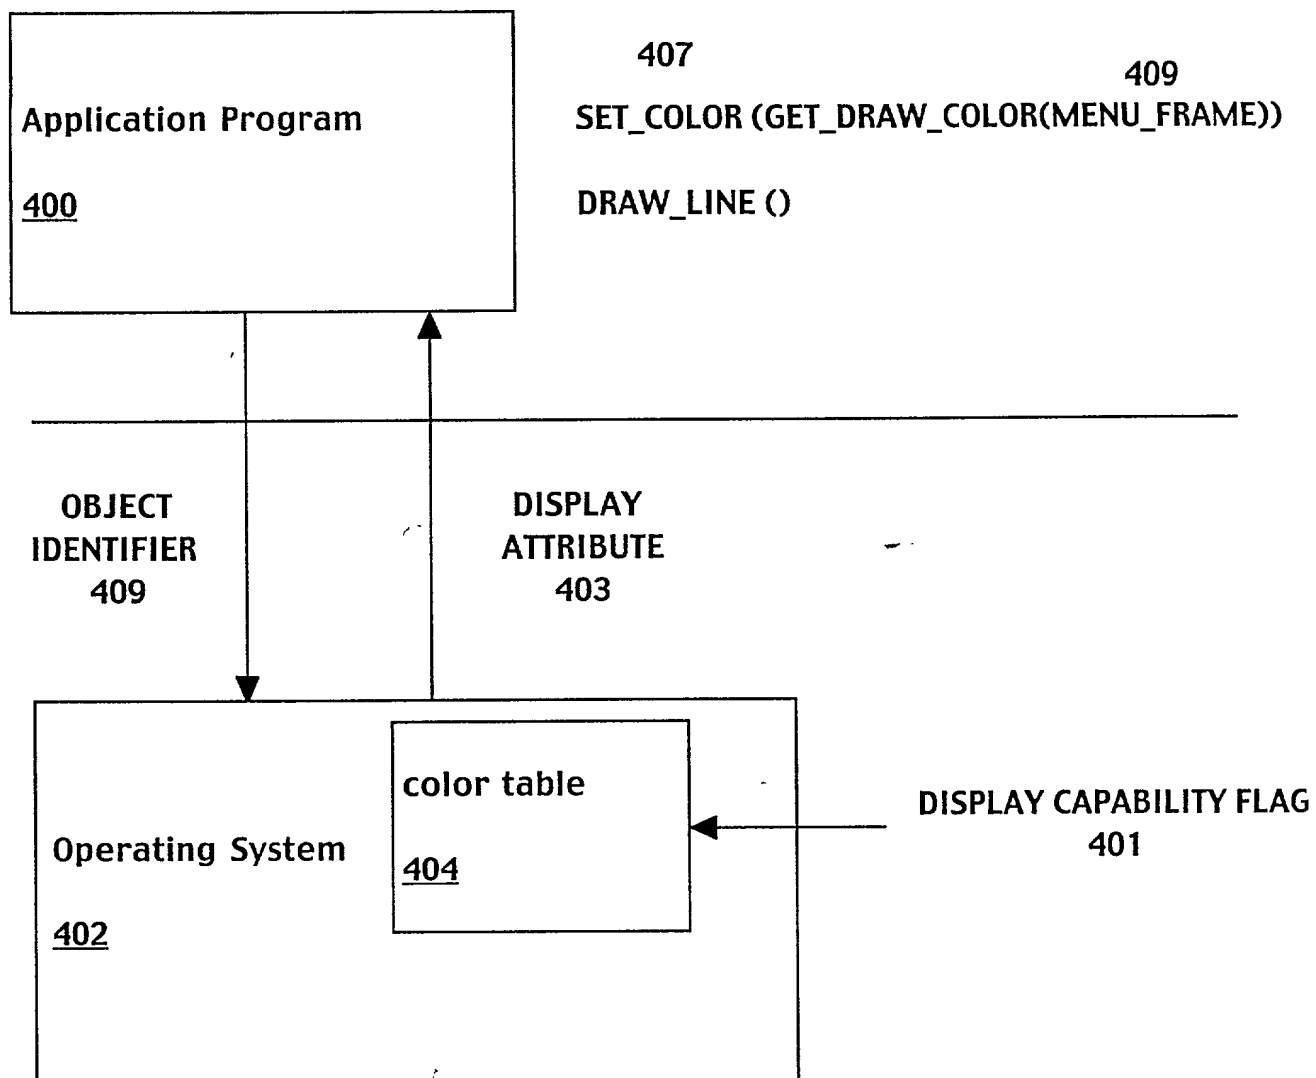 407
409
Application Program
SET_COLOR (GET_DRAW_COLOR(MENU_FRAME))
400
DRAW_LINE ()
OBJECT
IDENTIFIER
409
DISPLAY
ATTRIBUTE
403
color table
404
Operating System
402
DISPLAY CAPABILITY FLAG
401